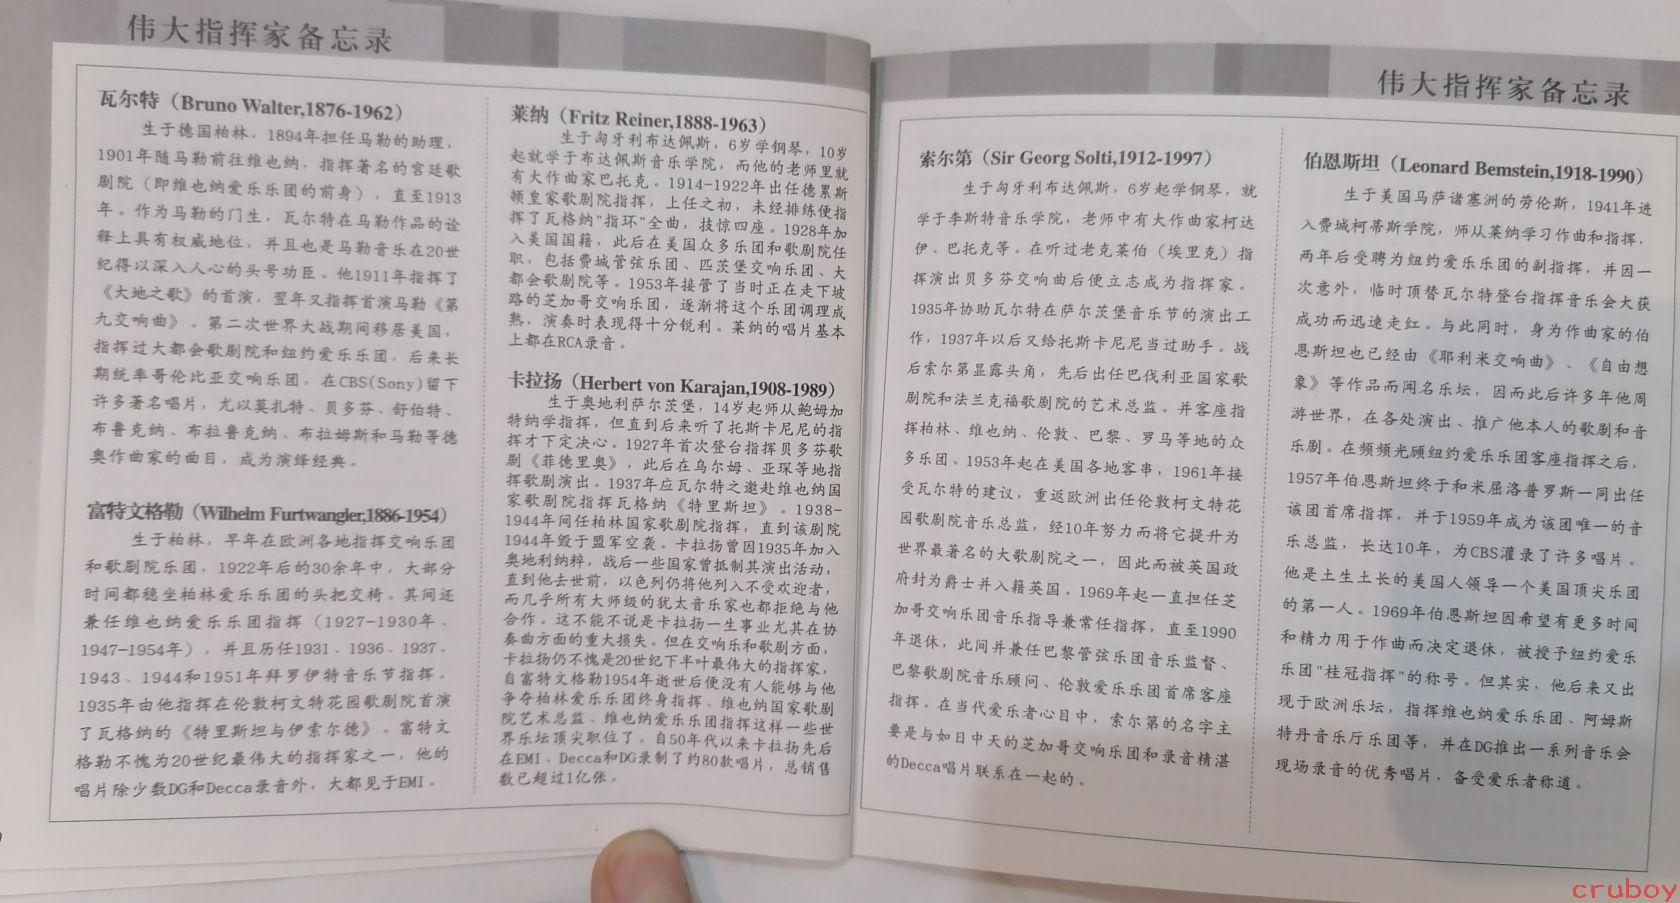 伟大指挥家备忘录
瓦尔特（Bruno Walter,1876-1962）
生于德国柏林，1894年担任马勒的助理，
1901年随马勒前往维也纳，指挥著名的宫廷歌
剧院（即维也纳爱乐乐团的前身），直至1913
年。作为马勒的门生，瓦尔特在马勒作品的诠
释上具有权威地位，并且也是马勒音乐在20世
纪得以深入人心的头号功臣。他1911年指挥了
《大地之歌》的首演，翌年又指挥首演马勒《第
九交响曲》。第二次世界大战期间移居美国，
指挥过大都会歌剧院和纽约爱乐乐团，后来长
期统率哥伦比亚交响乐团，在CBS(Sony)留下
许多著名唱片，尤以莫扎特、贝多芬、舒伯特、
布鲁克纳、布拉鲁克纳、布拉姆斯和马勒等德
奥作曲家的曲目，成为演绎经典。
富特文格勒（Wilhelm Furtwangler,1886-1954）
生于柏林，早年在欧洲各地指挥交响乐团
和歌剧院乐团，1922年后的30余年中，大部分
时间都稳坐柏林爱乐乐团的头把交椅。其间还
兼任维也纳爱乐乐团指挥（1927-1930年、
1947-1954年），并且历任1931、1936、1937、
1943、1944和1951年拜罗伊特音乐节指挥。
1935年由他指挥在伦敦柯文特花园歌剧院首演
了瓦格纳的《特里斯坦与伊索尔德》。富特文
格勒不愧为20世纪最伟大的指挥家之一，他的
唱片除少数DG和Decca录音外，大都见于EMI。
莱纳（Fritz Reiner,1888-1963）
生于匈牙利布达佩斯，6岁学钢琴，10岁
起就学于布达佩斯音乐学院，而他的老师里就
有大作曲家巴托克。1914-1922年出任德累斯
顿皇家歌剧院指挥，上任之初，未经排练便指
挥了瓦格纳"指环"全曲，技惊四座。1928年加
入美国国籍，此后在美国众多乐团和歌剧院任
职，包括费城管弦乐团、匹茨堡交响乐团、大
都会歌剧院等。1953年接管了当时正在走下坡
路的芝加哥交响乐团，逐渐将这个乐团调理成
熟，演奏时表现得十分锐利。莱纳的唱片基本
上都在RCA录音。
卡拉扬（Herbert von Karajan,1908-1989）
生于奥地利萨尔茨堡，14岁起师从鲍姆加
特纳学指挥，但直到后来听了托斯卡尼尼的指
挥才下定决心。1927年首次登台指挥贝多芬歌
剧《菲德里奥》，此后在乌尔姆、亚琛等地指
挥歌剧演出。1937年应瓦尔特之邀赴维也纳国
家歌剧院指挥瓦格纳《特里斯坦》。1938-
1944年间任柏林国家歌剧院指挥，直到该剧院
1944年毁于盟军空袭。卡拉扬曾因1935年加入
奥地利纳粹，战后一些国家曾抵制其演出活动，
直到他去世前，以色列仍将他列入不受欢迎者，
而几乎所有大师级的犹太音乐家也都拒绝与他
合作。这不能不说是卡拉扬一生事业尤其在协
奏曲方面的重大损失。但在交响乐和歌剧方面，
卡拉扬仍不愧是20世纪下半叶最伟大的指挥家，
自富特文格勒1954年逝世后便没有人能够与他
争夺柏林爱乐乐团终身指挥、维也纳国家歌剧
院艺术总监、维也纳爱乐乐团指挥这样一些世
界乐坛顶尖职位了。自50年代以来卡拉扬先后
在EMI、Decca和DG录制了约80款唱片，总销售
数已超过1亿张。
伟大指挥家备忘录
索尔第（Sir Georg Solti,1912-1997）
生于匈牙利布达佩斯，6岁起学钢琴，就
学于李斯特音乐学院，老师中有大作曲家柯达
伊、巴托克等。在听过老克莱伯（埃里克）指
挥演出贝多芬交响曲后便立志成为指挥家。
1935年协助瓦尔特在萨尔茨堡音乐节的演出工
作，1937年以后又给托斯卡尼尼当过助手。战
后索尔第显露头角，先后出任巴伐利亚国家歌
剧院和法兰克福歌剧院的艺术总监。并客座指
挥柏林、维也纳、伦敦、巴黎、罗马等地的众
多乐团。1953年起在美国各地客串，1961年接
受瓦尔特的建议，重返欧洲出任伦敦柯文特花
园歌剧院音乐总监，经10年努力而将它提升为
世界最著名的大歌剧院之一，因此而被英国政
府封为爵士并入籍英国。1969年起一直担任芝
加哥交响乐团音乐指导兼常任指挥，直至1990
年退休，此间并兼任巴黎管弦乐团音乐监督、
巴黎歌剧院音乐顾问、伦敦爱乐乐团首席客座
指挥。在当代爱乐者心目中，索尔第的名字主
要是与如日中天的芝加哥交响乐团和录音精湛
的Decca唱片联系在一起的。
伯恩斯坦（Leonard Bemstein,1918-1990）
生于美国马萨诸塞洲的劳伦斯，1941年进
入费城柯蒂斯学院，师从莱纳学习作曲和指挥，
两年后受聘为纽约爱乐乐团的副指挥，并因一
次意外，临时顶替瓦尔特登台指挥音乐会大获
成功而迅速走红。与此同时，身为作曲家的伯
恩斯坦也已经由《耶利米交响曲》、《自由想
象》等作品而闻名乐坛，因而此后许多年他周
游世界，在各处演出、推广他本人的歌剧和音
乐剧。在频频光顾纽约爱乐乐团客座指挥之后，
1957年伯恩斯坦终于和米屈洛普罗斯一同出任
该团首席指挥，并于1959年成为该团唯一的音
乐总监，长达10年，为CBS灌录了许多唱片。
他是土生土长的美国人领导一个美国顶尖乐团
的第一人。1969年伯恩斯坦因希望有更多时间
和精力用于作曲而决定退休，被授予纽约爱乐
乐团"桂冠指挥"的称号。但其实，他后来又出
现于欧洲乐坛，指挥维也纳爱乐乐团、阿姆斯
特丹音乐厅乐团等，并在DG推出一系列音乐会
现场录音的优秀唱片，备受爱乐者称道。
cruboy